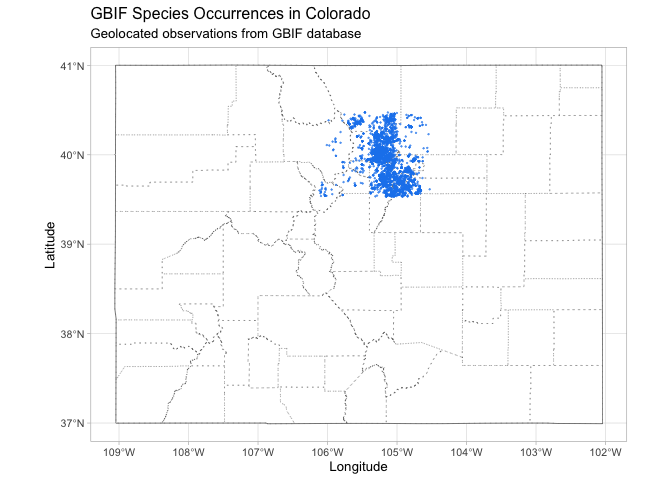 GBIF Species Occurrences in Colorado
Geolocated observations from GBIF database
41°N
40°N
39°N
38°N
37°N
Latitude
109°W 108°W 107°W 106°W 105°W 104°W 103°W 102°W
Longitude